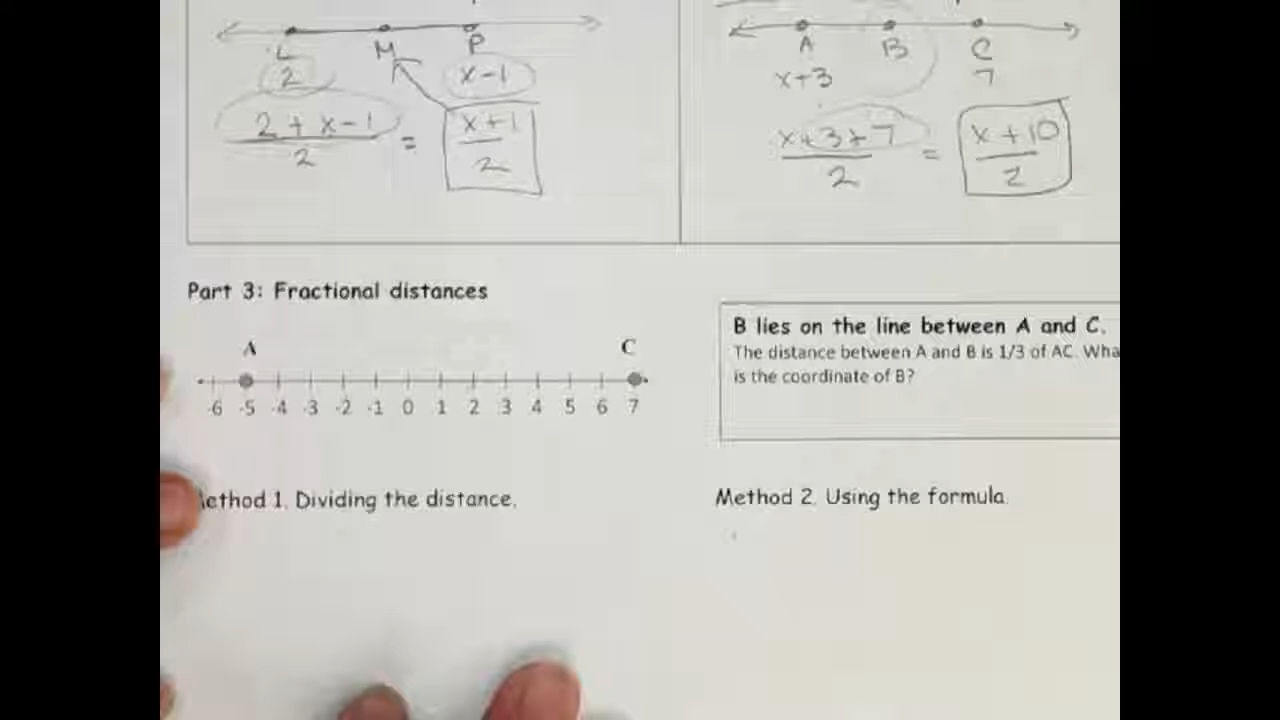 L M P
2 x-1
2 + x - 1 = x+1
2 2
A B C
x+3 7
x+3+7 = x+10
2 2
Part 3: Fractional distances
A C
-6 -5 -4 -3 -2 -1 0 1 2 3 4 5 6 7
B lies on the line between A and C.
The distance between A and B is 1/3 of AC.
is the coordinate of B?
Method 1. Dividing the distance.
Method 2. Using the formula.